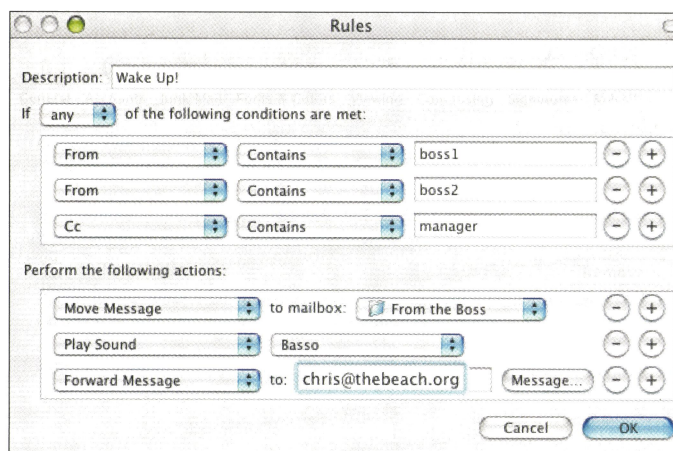 Rules
Description: Wake Up!
If any of the following conditions are met:
From Contains boss1 - +
From Contains boss2 - +
Cc Contains manager - +
Perform the following actions:
Move Message to mailbox: From the Boss - +
Play Sound Basso - +
Forward Message to: chris@thebeach.org Message... - +
Cancel OK